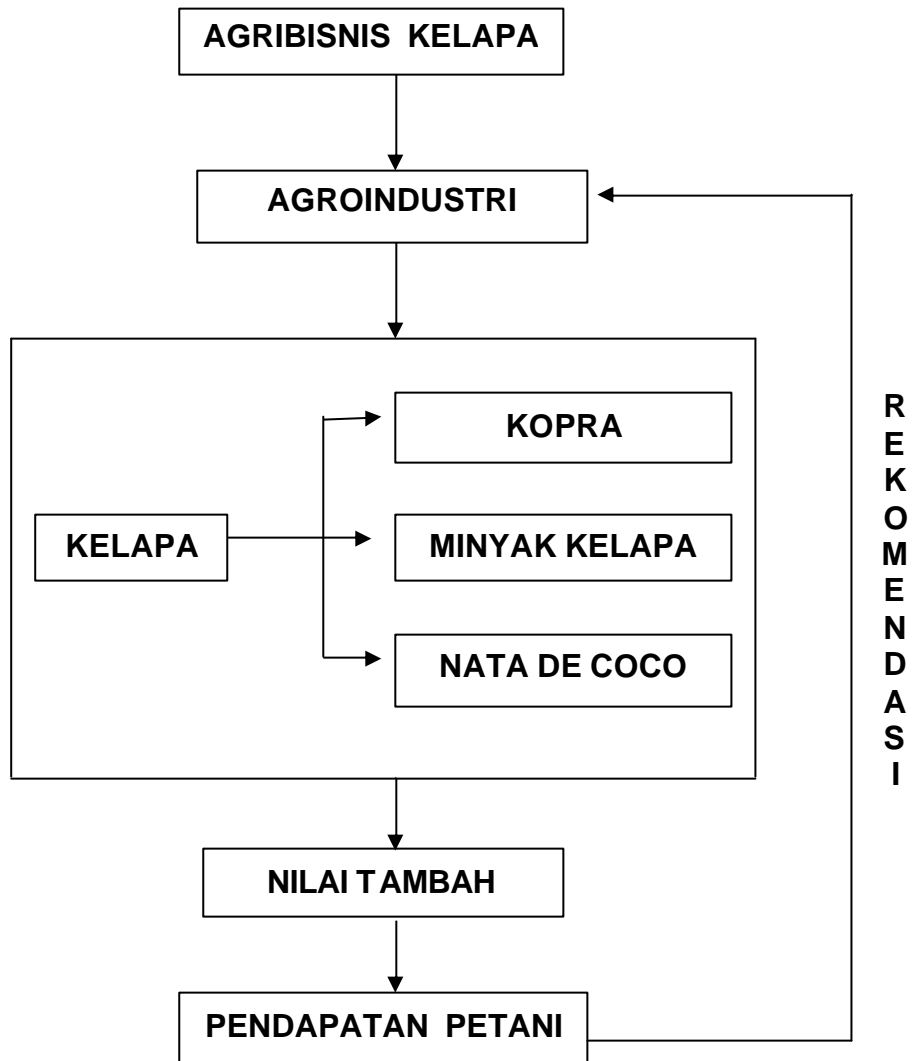 AGRIBISNIS KELAPA
AGROINDUSTRI
KOPRA
KELAPA
MINYAK KELAPA
NATA DE COCO
NILAI TAMBAH
PENDAPATAN PETANI
R
E
K
O
M
E
N
D
A
S
I